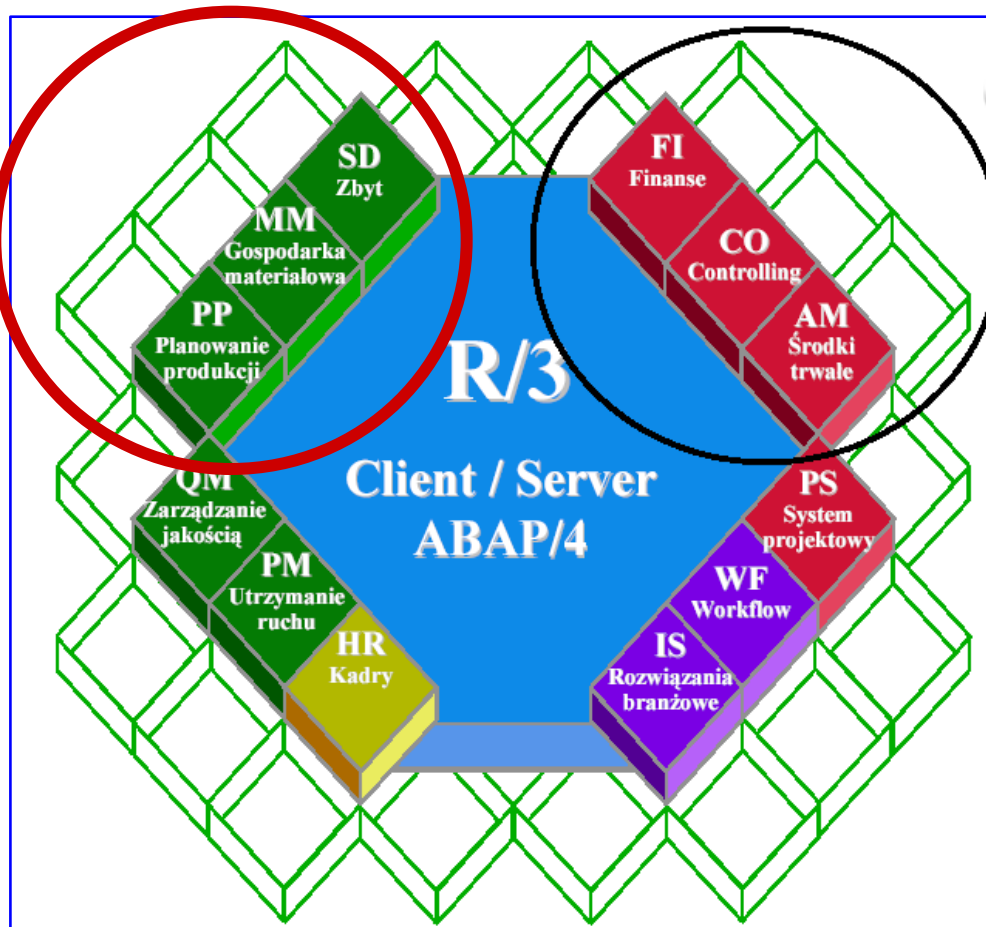 SD
Zbyt
MM
Gospodarka
materiałowa
PP
Planowanie
produkcji
QM
Zarządzanie
jakością
PM
Utrzymanie
ruchu
HR
Kadry
R/3
Client / Server
ABAP/4
FI
Finanse
CO
Controlling
AM
Środki
trwałe
PS
System
projektowy
WF
Workflow
IS
Rozwiązania
branżowe